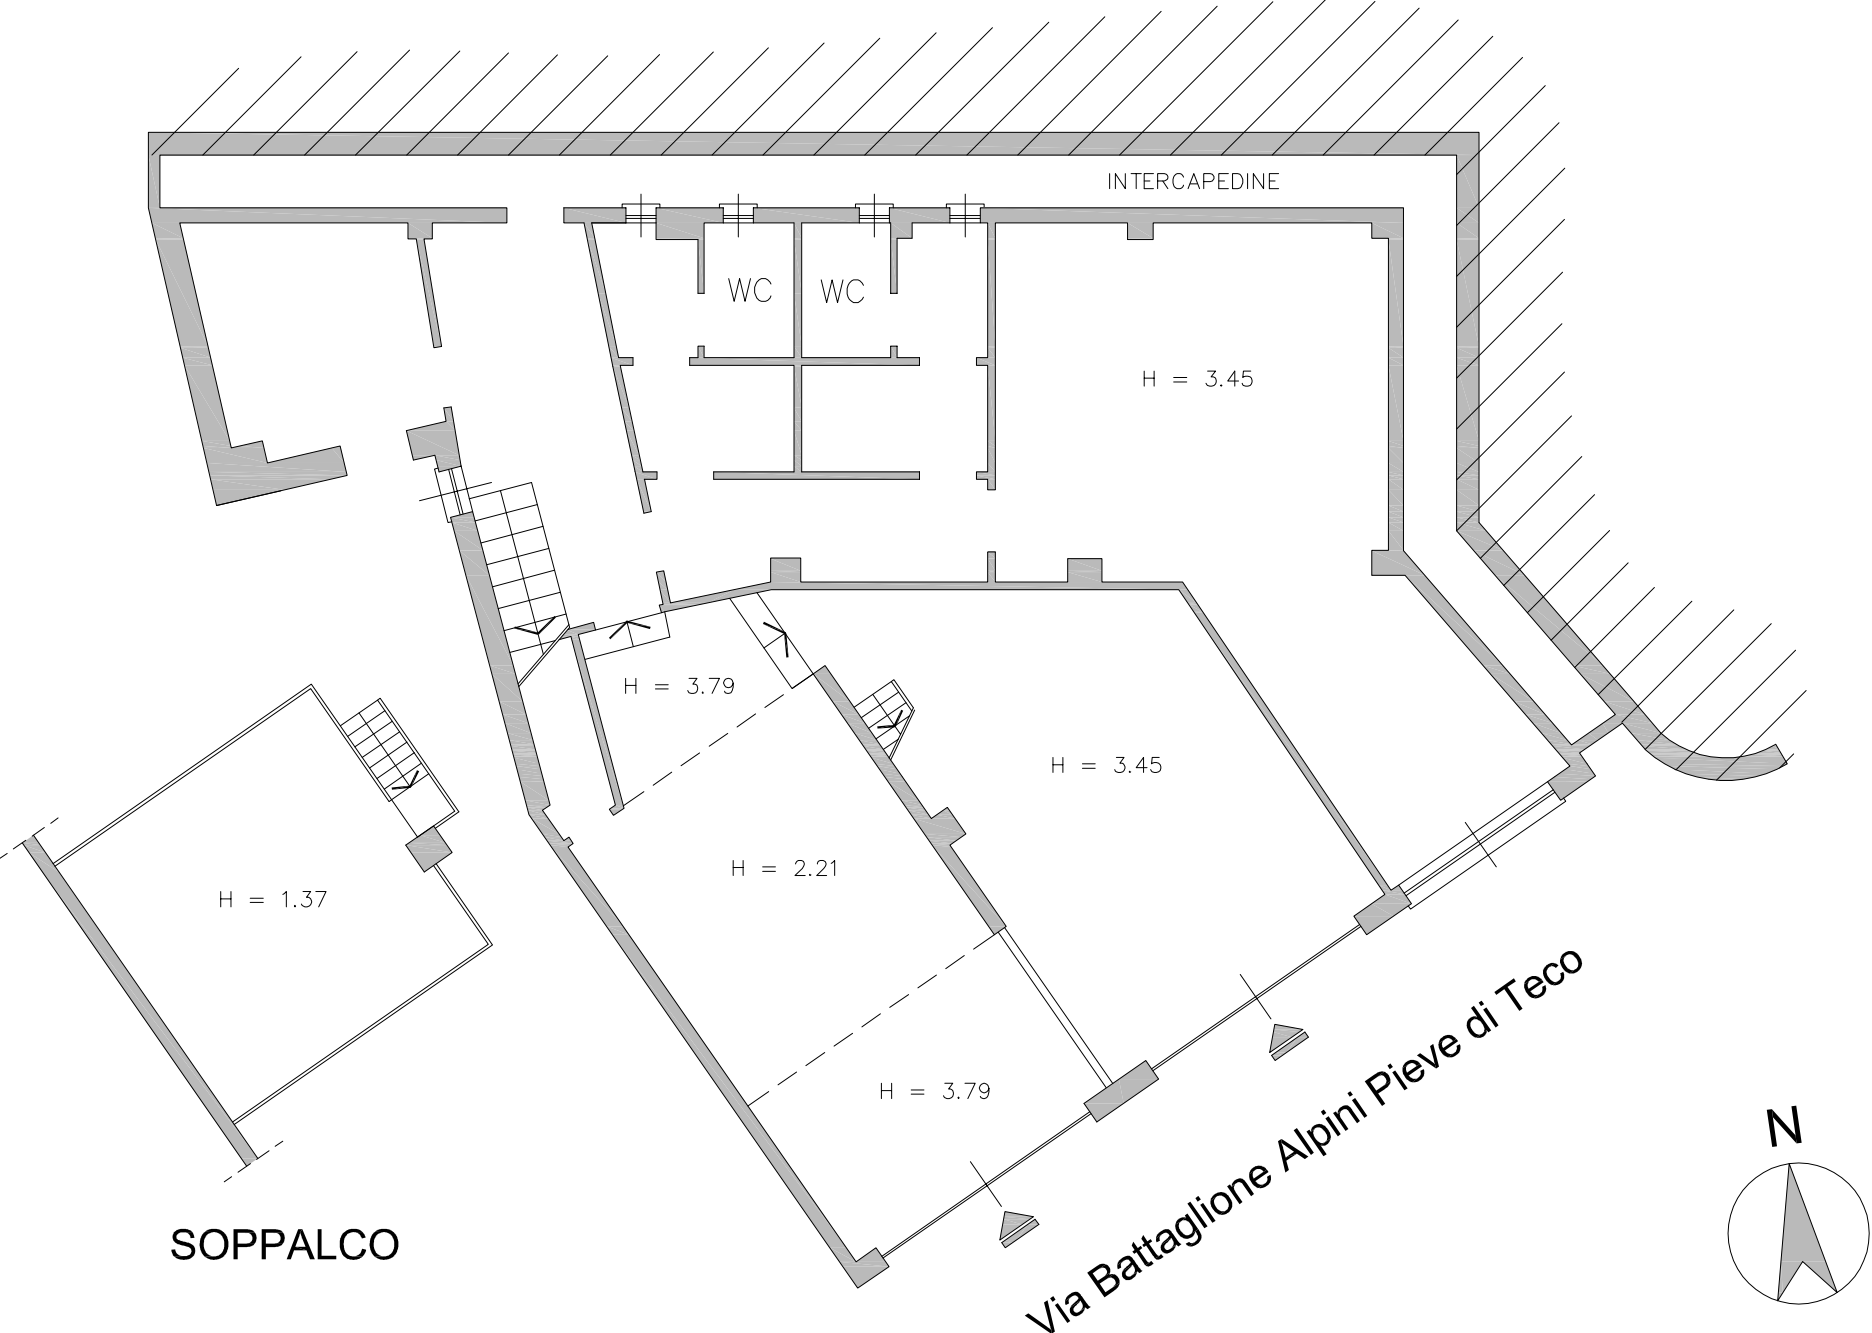 INTERCAPEDINE
WC
WC
H = 3.45
H = 3.79
H = 3.45
H = 2.21
H = 1.37
H = 3.79
Via Battaglione Alpini Pieve di Teco
N
SOPPALCO